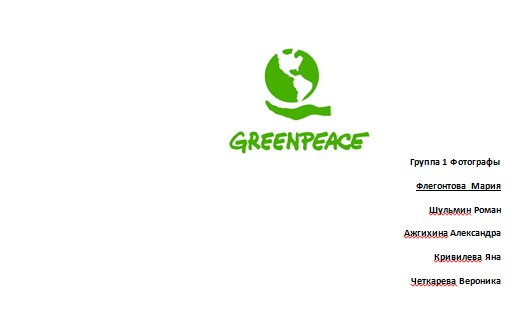 GREENPEACE
Группа 1 Фотографы
Флегонтова Мария
Шульмин Роман
Ажгихина Александра
Кривилева Яна
Четкарева Вероника